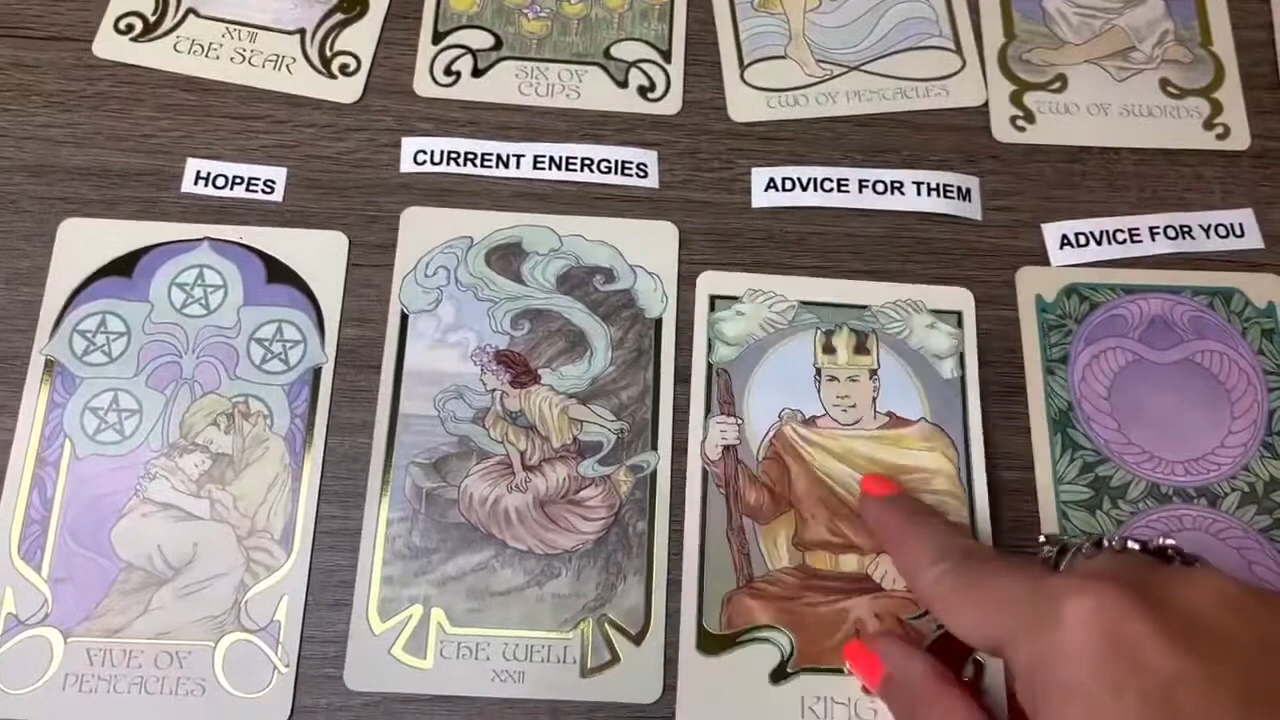 XVII
THE STAR
SIX OF
CUPS
TWO OF PENTACLES
TWO OF SWORDS
HOPES
CURRENT ENERGIES
ADVICE FOR THEM
ADVICE FOR YOU
FIVE OF
PENTACLES
THE WELL
XXII
KING